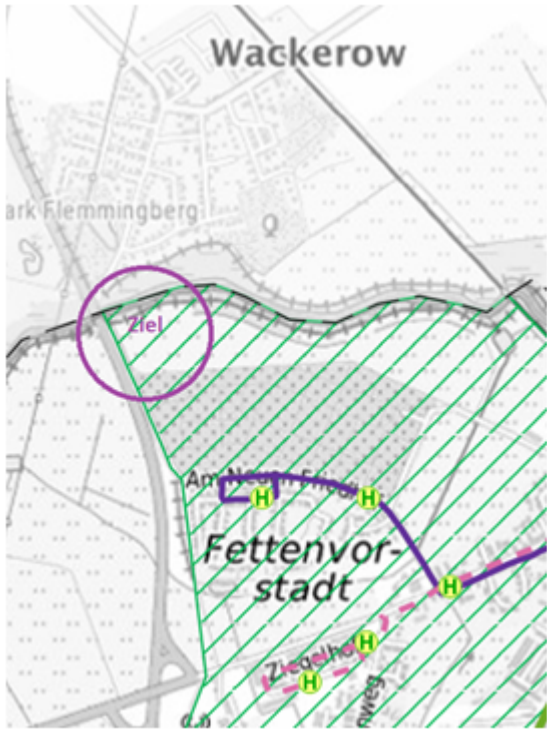 Wackerow
ark Flemmingberg
Ziel
H
H
Fettenvor-
stadt
H
H
H